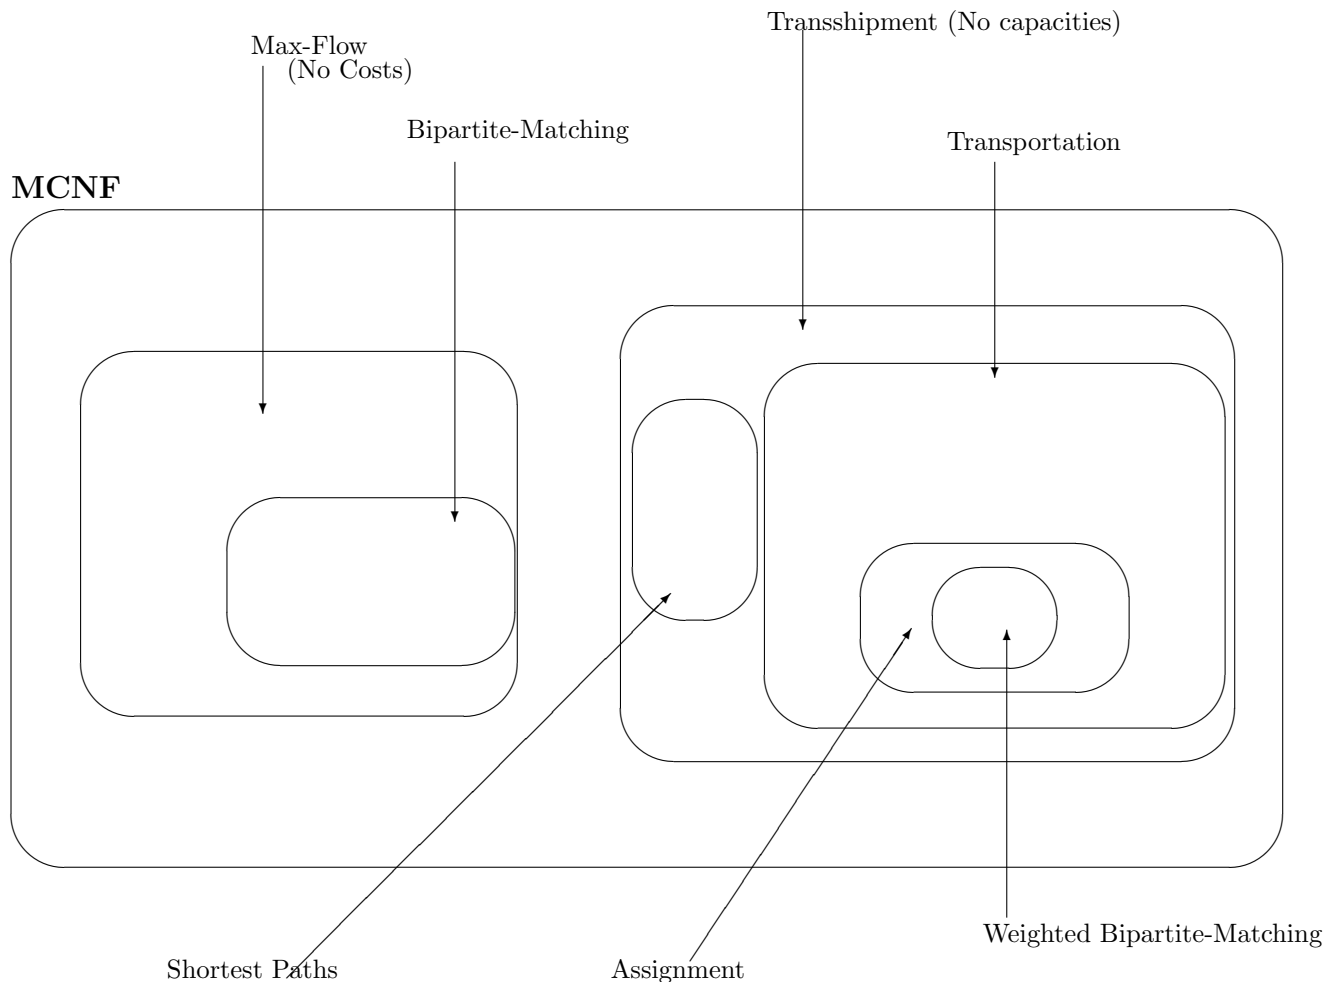 Transshipment (No capacities)
Max-Flow
(No Costs)
Bipartite-Matching
Transportation
MCNF
Weighted Bipartite-Matching
Shortest Paths
Assignment